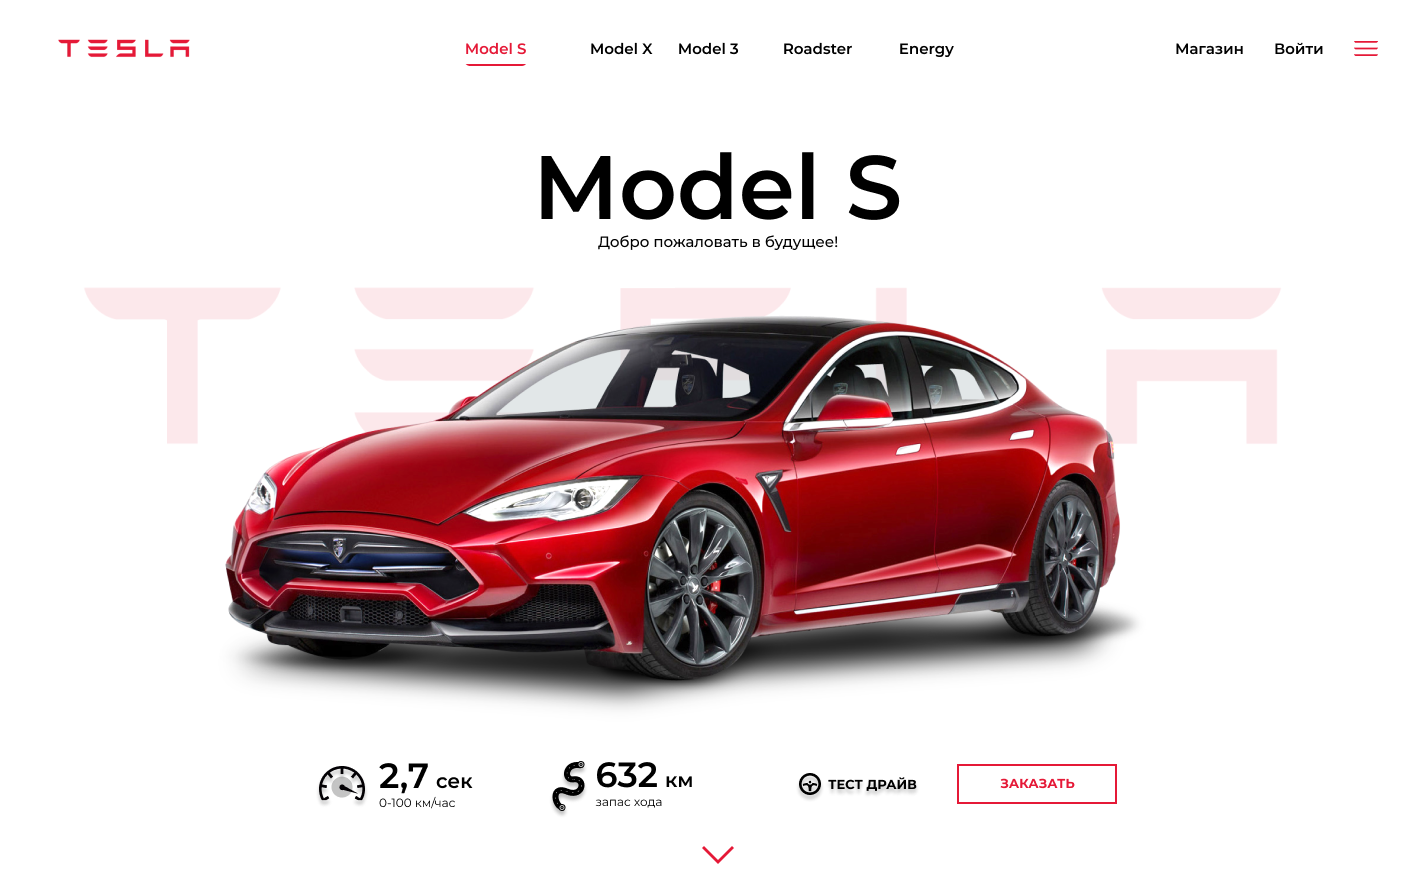 TESLA
Model S
Model X
Model 3
Roadster
Energy
Магазин
Войти
Model S
Добро пожаловать в будущее!
TESLA
2,7 сек
0-100 км/час
632 км
запас хода
ТЕСТ ДРАЙВ
ЗАКАЗАТЬ